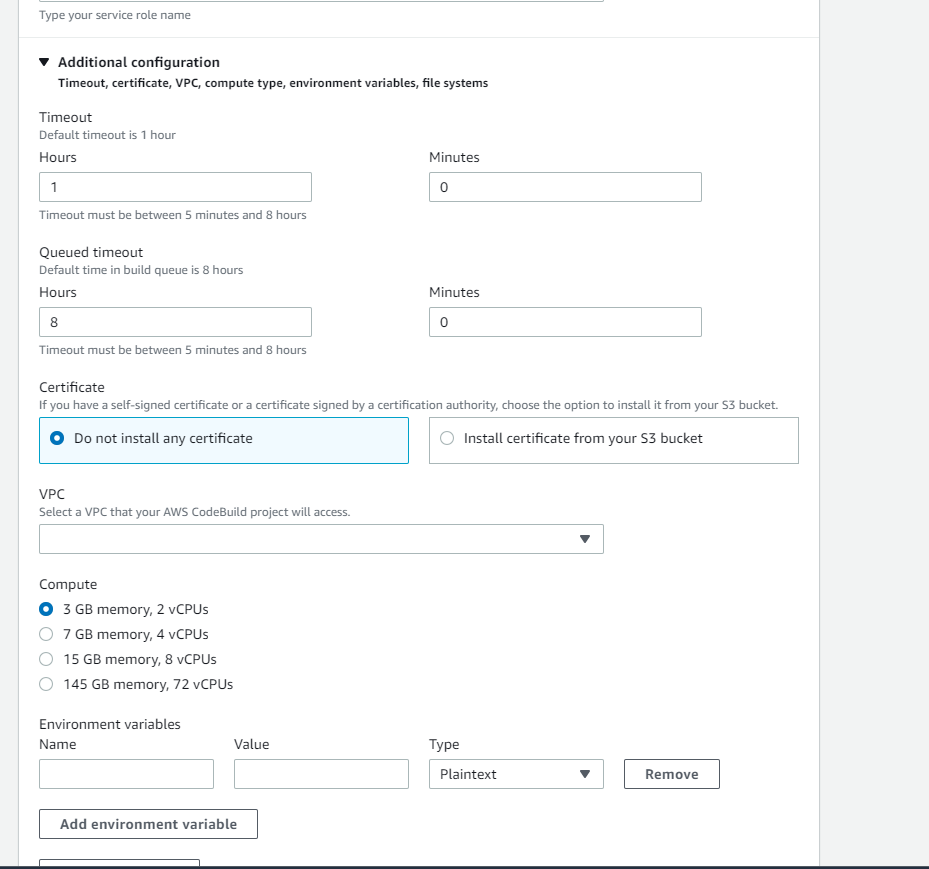 Type your service role name
Additional configuration
Timeout, certificate, VPC, compute type, environment variables, file systems
Timeout
Default timeout is 1 hour
Hours
Minutes
1
0
Timeout must be between 5 minutes and 8 hours
Queued timeout
Default time in build queue is 8 hours
Hours
Minutes
8
0
Timeout must be between 5 minutes and 8 hours
Certificate
If you have a self-signed certificate or a certificate signed by a certification authority, choose the option to install it from your S3 bucket.
Do not install any certificate
Install certificate from your S3 bucket
VPC
Select a VPC that your AWS CodeBuild project will access.
Compute
3 GB memory, 2 vCPUs
7 GB memory, 4 vCPUs
15 GB memory, 8 vCPUs
145 GB memory, 72 vCPUs
Environment variables
Name
Value
Type
Plaintext
Remove
Add environment variable